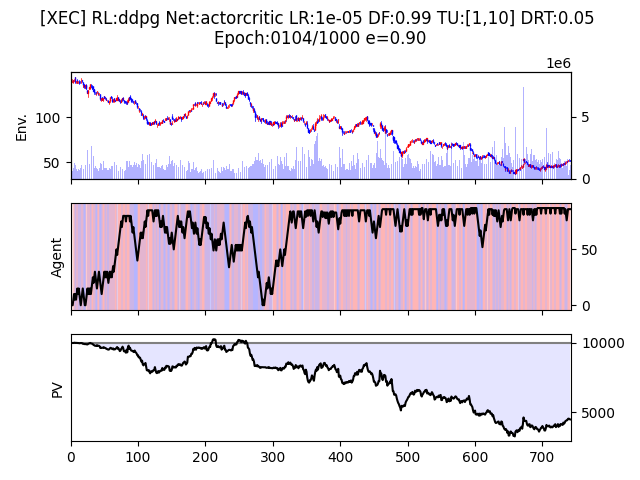 [XEC] RL:ddpg Net:actorcritic LR:1e-05 DF:0.99 TU:[1,10] DRT:0.05
Epoch:0104/1000 e=0.90
1e6
Env.
100
50
5
0
Agent
50
0
PV
10000
5000
0 100 200 300 400 500 600 700